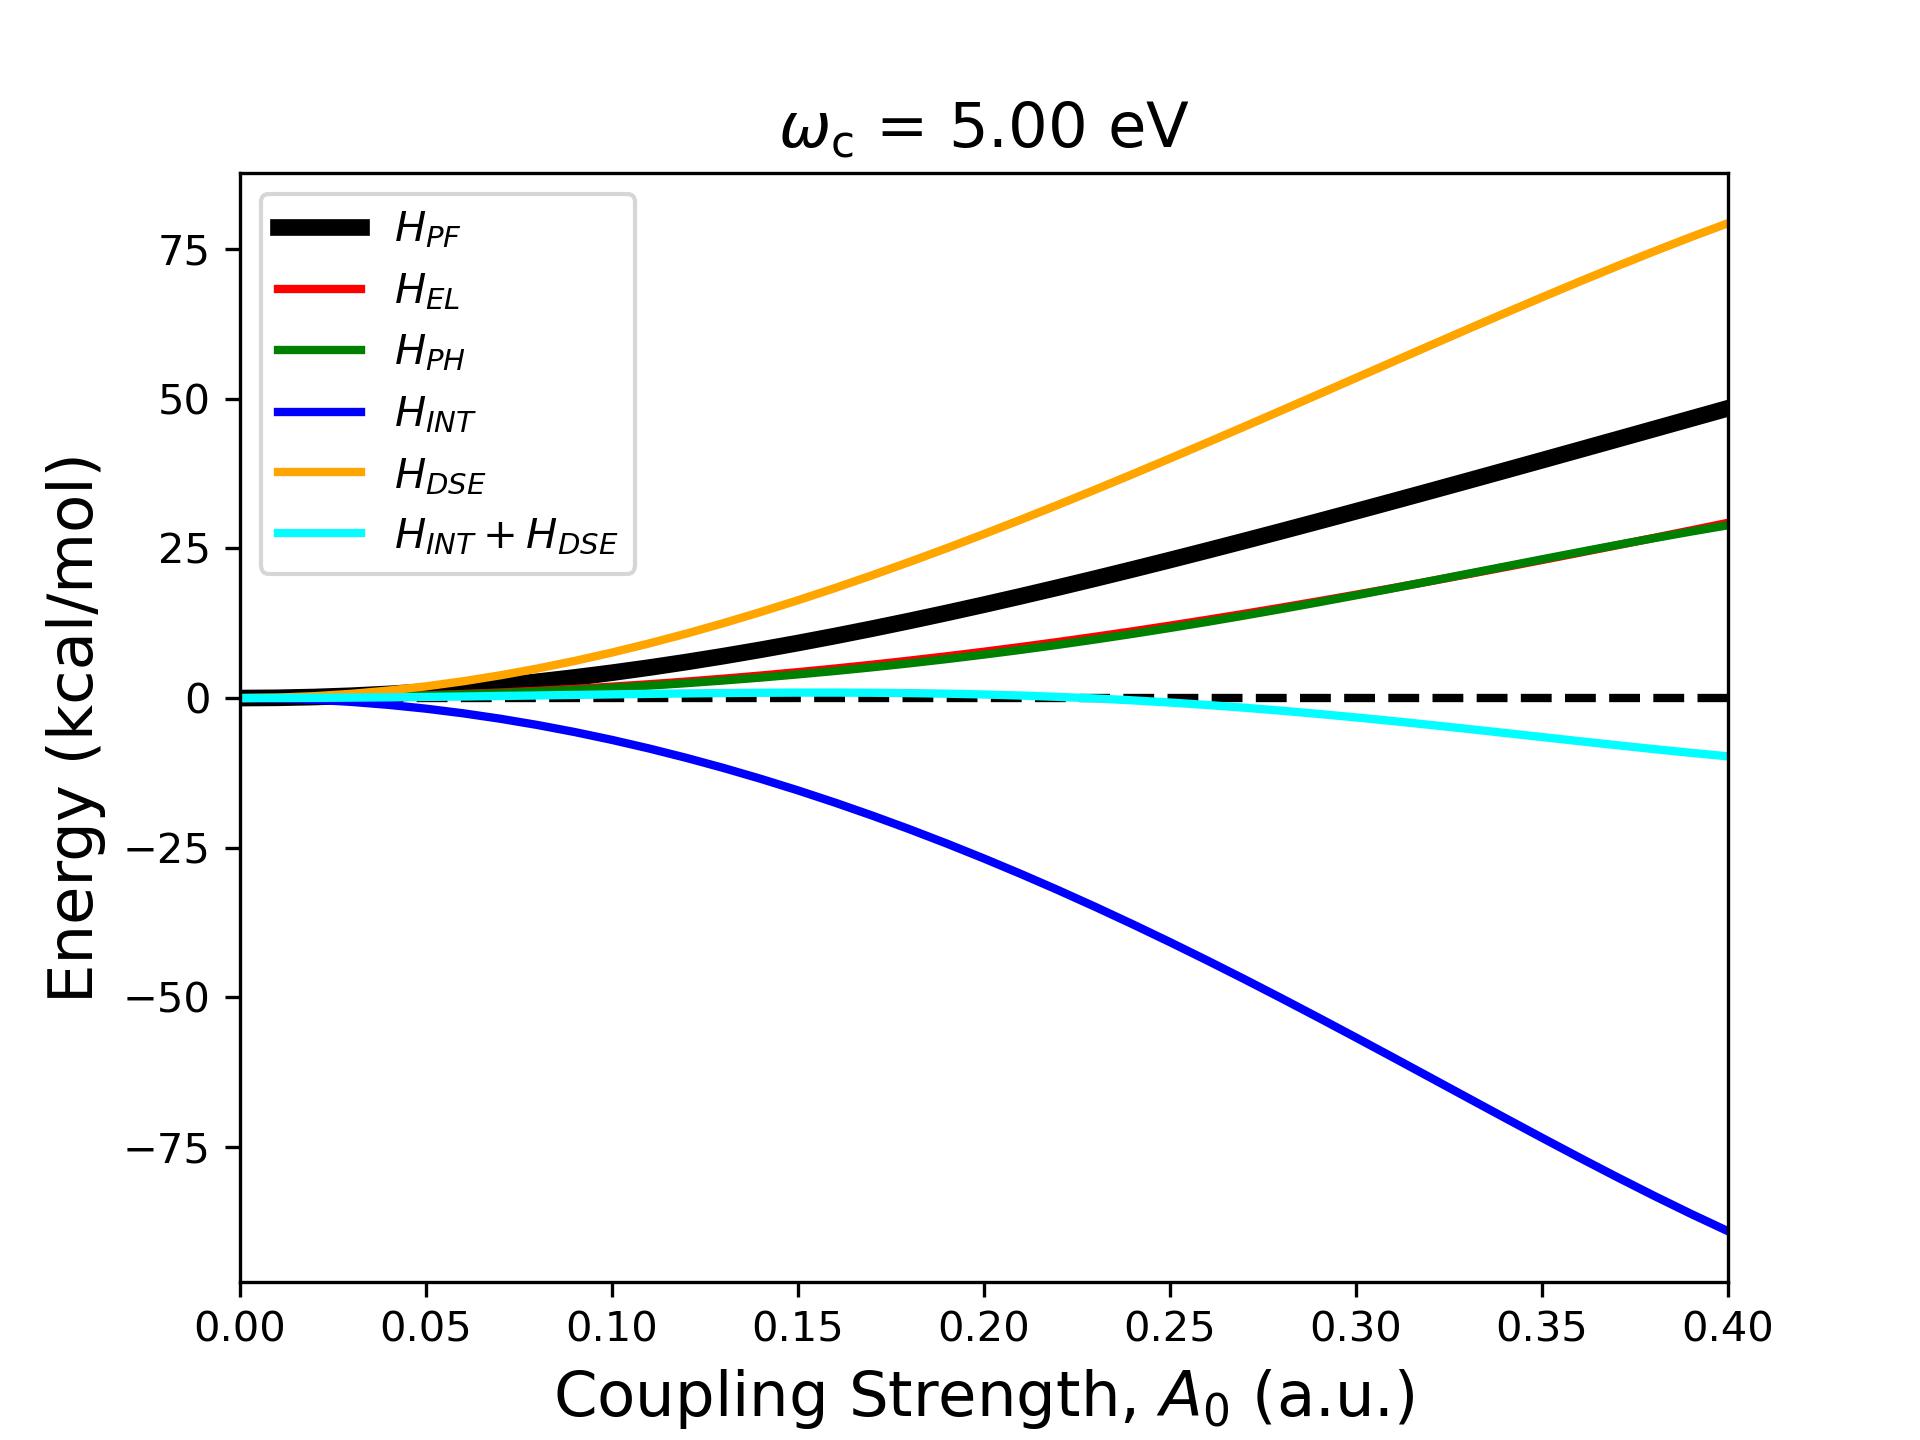 ω_c = 5.00 eV
H_PF
H_EL
H_PH
H_INT
H_DSE
H_INT + H_DSE
75
50
25
0
−25
−50
−75
Energy (kcal/mol)
0.00 0.05 0.10 0.15 0.20 0.25 0.30 0.35 0.40
Coupling Strength, A_0 (a.u.)